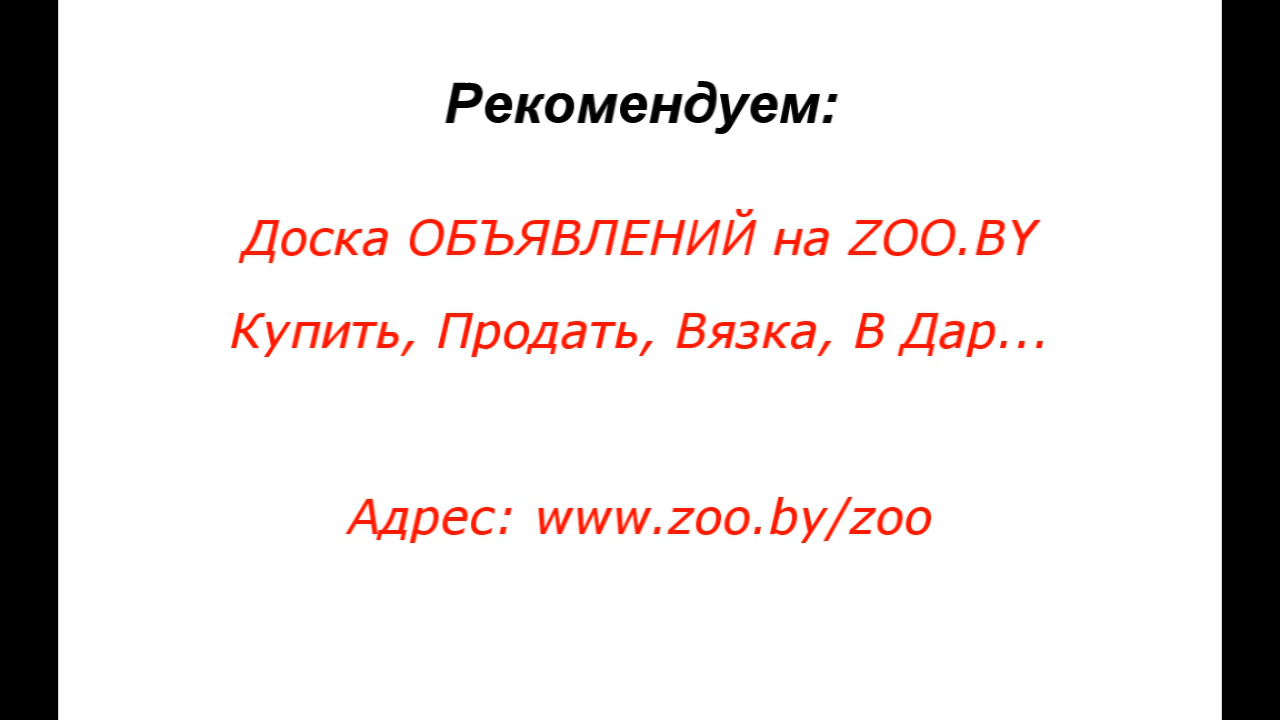 Рекомендуем:
Доска ОБЪЯВЛЕНИЙ на ZOO.BY
Купить, Продать, Вязка, В Дар...
Адрес: www.zoo.by/zoo